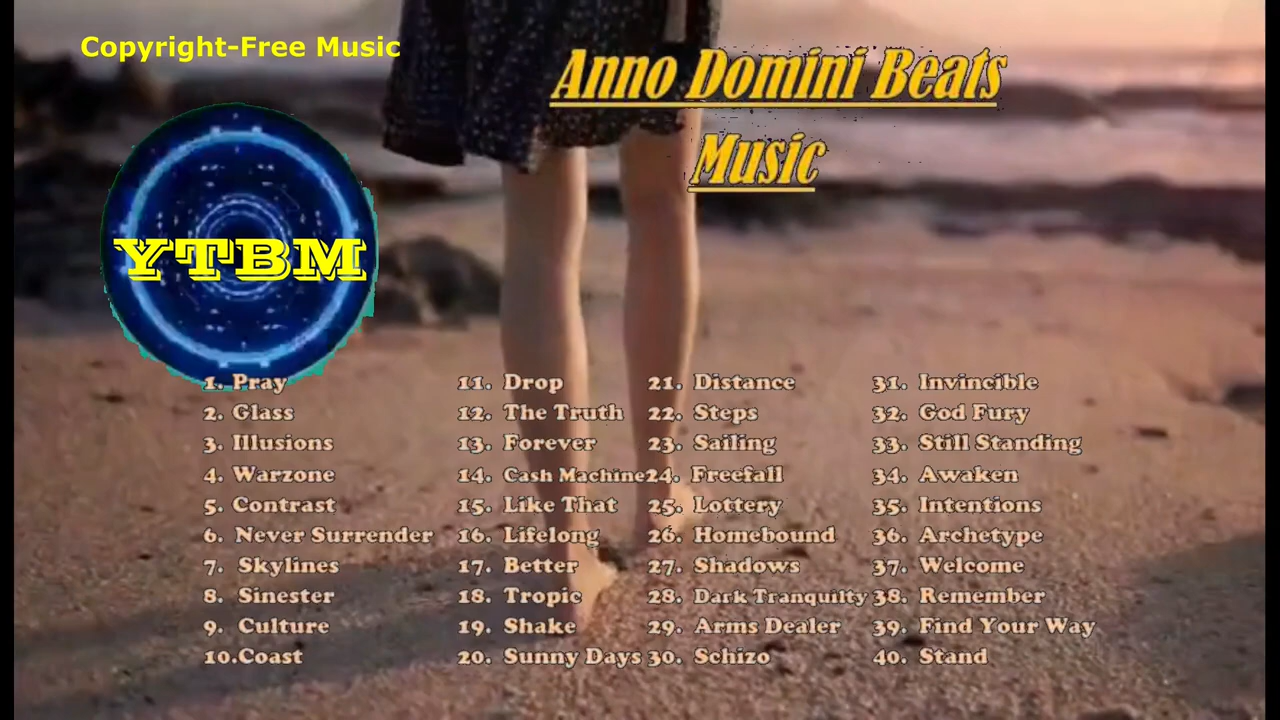 Copyright-Free Music
Anno Domini Beats
Music
YTBM
1. Pray
2. Glass
3. Illusions
4. Warzone
5. Contrast
6. Never Surrender
7. Skylines
8. Sinester
9. Culture
10.Coast
11. Drop
12. The Truth
13. Forever
14. Cash Machine
15. Like That
16. Lifelong
17. Better
18. Tropic
19. Shake
20. Sunny Days
21. Distance
22. Steps
23. Sailing
24. Freefall
25. Lottery
26. Homebound
27. Shadows
28. Dark Tranquilty
29. Arms Dealer
30. Schizo
31. Invincible
32. God Fury
33. Still Standing
34. Awaken
35. Intentions
36. Archetype
37. Welcome
38. Remember
39. Find Your Way
40. Stand